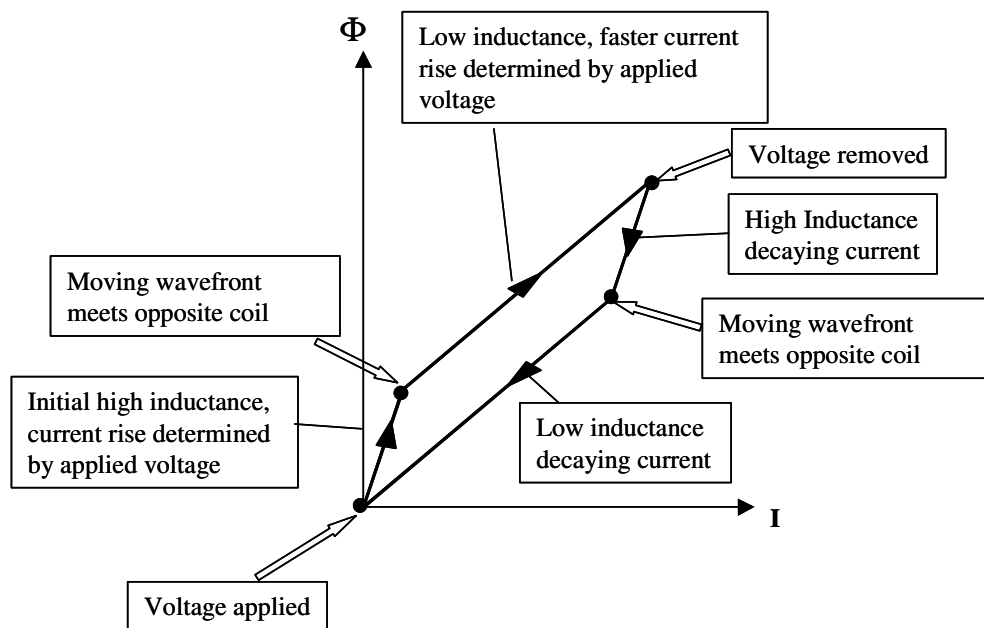 Φ
Low inductance, faster current
rise determined by applied
voltage
Voltage removed
High Inductance
decaying current
Moving wavefront
meets opposite coil
Moving wavefront
meets opposite coil
Initial high inductance,
current rise determined
by applied voltage
Low inductance
decaying current
I
Voltage applied